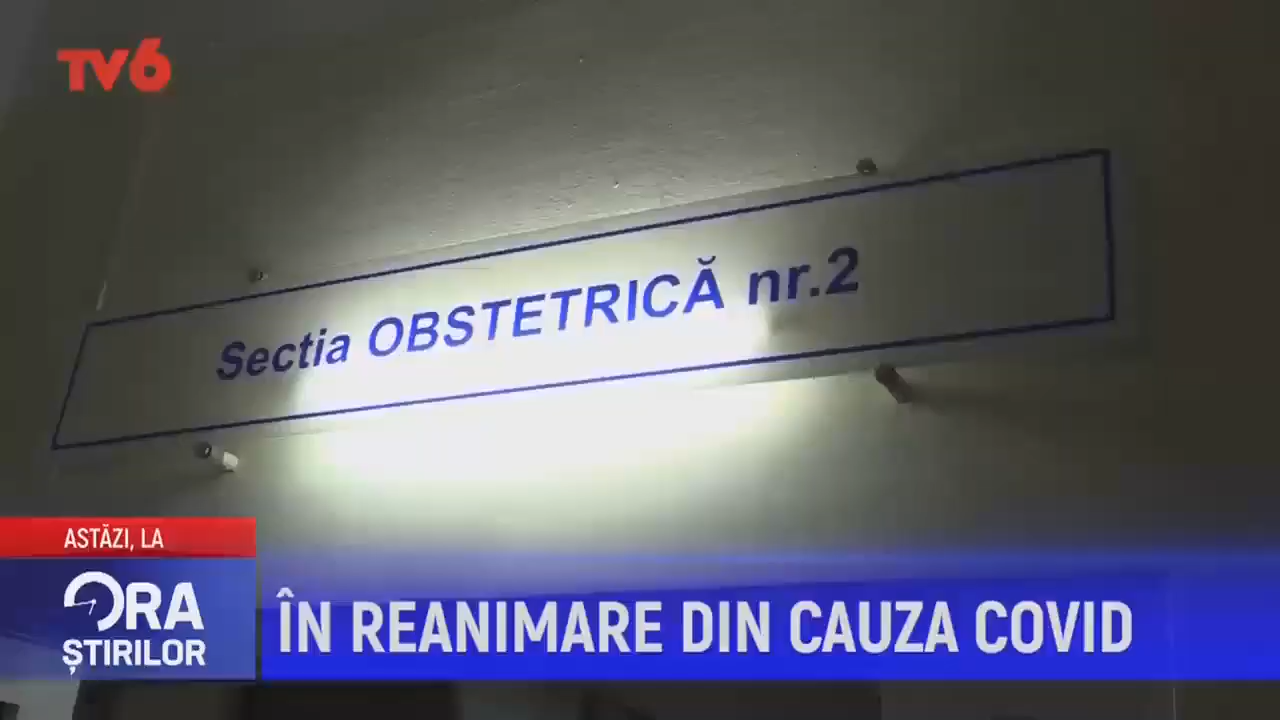 TV6
Sectia OBSTETRICĂ nr.2
ASTĂZI, LA
ORA
ȘTIRILOR
ÎN REANIMARE DIN CAUZA COVID